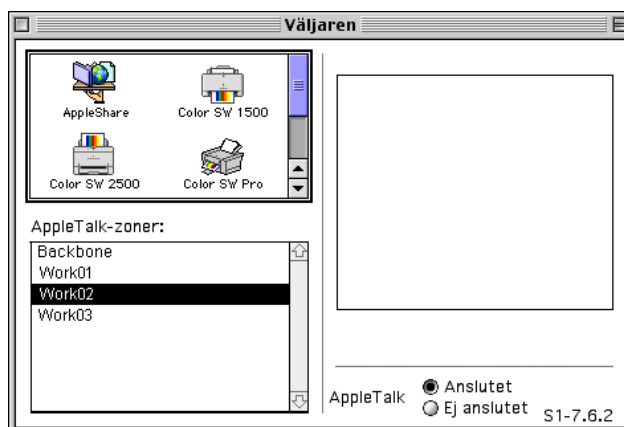 Väljaren
AppleShare
Color SW 1500
Color SW 2500
Color SW Pro
AppleTalk-zoner:
Backbone
Work01
Work02
Work03
AppleTalk
Anslutet
Ej anslutet
S1-7.6.2